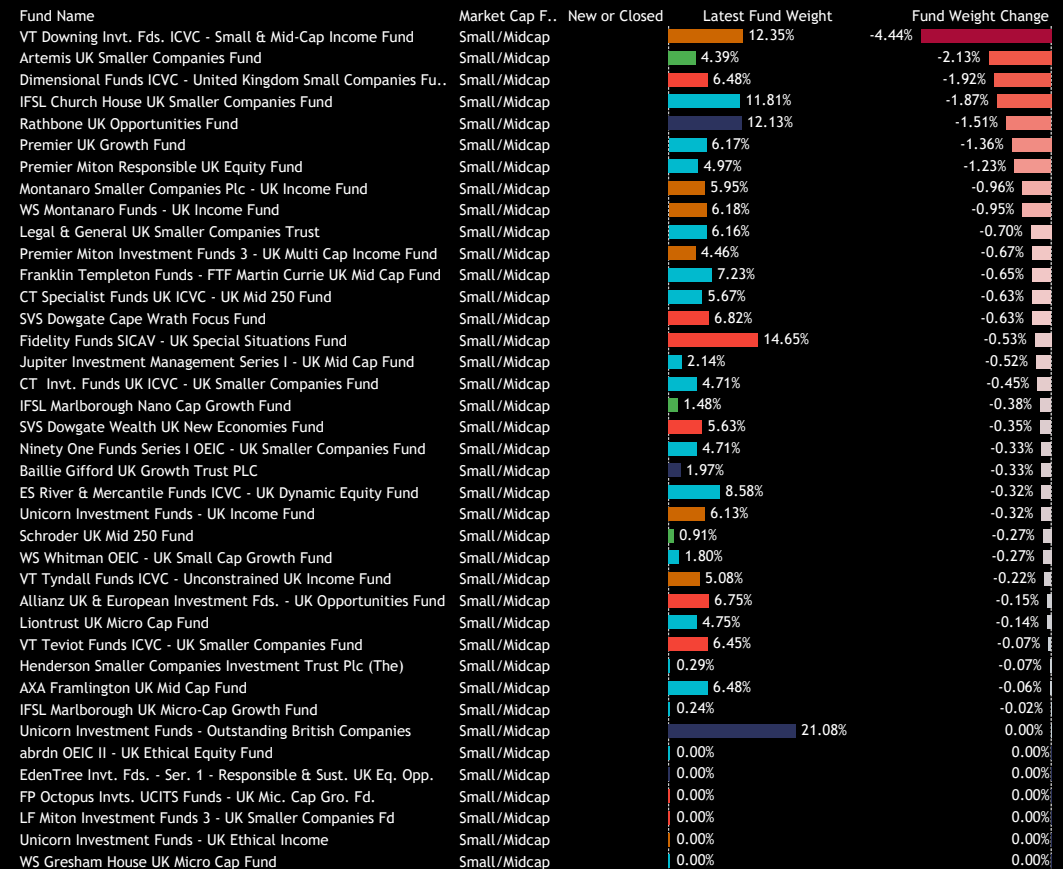 Fund Name Market Cap F.. New or Closed Latest Fund Weight Fund Weight Change
VT Downing Invt. Fds. ICVC - Small & Mid-Cap Income Fund Small/Midcap 12.35% -4.44%
Artemis UK Smaller Companies Fund Small/Midcap 4.39% -2.13%
Dimensional Funds ICVC - United Kingdom Small Companies Fu.. Small/Midcap 6.48% -1.92%
IFSL Church House UK Smaller Companies Fund Small/Midcap 11.81% -1.87%
Rathbone UK Opportunities Fund Small/Midcap 12.13% -1.51%
Premier UK Growth Fund Small/Midcap 6.17% -1.36%
Premier Miton Responsible UK Equity Fund Small/Midcap 4.97% -1.23%
Montanaro Smaller Companies Plc - UK Income Fund Small/Midcap 5.95% -0.96%
WS Montanaro Funds - UK Income Fund Small/Midcap 6.18% -0.95%
Legal & General UK Smaller Companies Trust Small/Midcap 6.16% -0.70%
Premier Miton Investment Funds 3 - UK Multi Cap Income Fund Small/Midcap 4.46% -0.67%
Franklin Templeton Funds - FTF Martin Currie UK Mid Cap Fund Small/Midcap 7.23% -0.65%
CT Specialist Funds UK ICVC - UK Mid 250 Fund Small/Midcap 5.67% -0.63%
SVS Dowgate Cape Wrath Focus Fund Small/Midcap 6.82% -0.63%
Fidelity Funds SICAV - UK Special Situations Fund Small/Midcap 14.65% -0.53%
Jupiter Investment Management Series I - UK Mid Cap Fund Small/Midcap 2.14% -0.52%
CT  Invt. Funds UK ICVC - UK Smaller Companies Fund Small/Midcap 4.71% -0.45%
IFSL Marlborough Nano Cap Growth Fund Small/Midcap 1.48% -0.38%
SVS Dowgate Wealth UK New Economies Fund Small/Midcap 5.63% -0.35%
Ninety One Funds Series I OEIC - UK Smaller Companies Fund Small/Midcap 4.71% -0.33%
Baillie Gifford UK Growth Trust PLC Small/Midcap 1.97% -0.33%
ES River & Mercantile Funds ICVC - UK Dynamic Equity Fund Small/Midcap 8.58% -0.32%
Unicorn Investment Funds - UK Income Fund Small/Midcap 6.13% -0.32%
Schroder UK Mid 250 Fund Small/Midcap 0.91% -0.27%
WS Whitman OEIC - UK Small Cap Growth Fund Small/Midcap 1.80% -0.27%
VT Tyndall Funds ICVC - Unconstrained UK Income Fund Small/Midcap 5.08% -0.22%
Allianz UK & European Investment Fds. - UK Opportunities Fund Small/Midcap 6.75% -0.15%
Liontrust UK Micro Cap Fund Small/Midcap 4.75% -0.14%
VT Teviot Funds ICVC - UK Smaller Companies Fund Small/Midcap 6.45% -0.07%
Henderson Smaller Companies Investment Trust Plc (The) Small/Midcap 0.29% -0.07%
AXA Framlington UK Mid Cap Fund Small/Midcap 6.48% -0.06%
IFSL Marlborough UK Micro-Cap Growth Fund Small/Midcap 0.24% -0.02%
Unicorn Investment Funds - Outstanding British Companies Small/Midcap 21.08% 0.00%
abrdn OEIC II - UK Ethical Equity Fund Small/Midcap 0.00% 0.00%
EdenTree Invt. Fds. - Ser. 1 - Responsible & Sust. UK Eq. Opp. Small/Midcap 0.00% 0.00%
FP Octopus Invts. UCITS Funds - UK Mic. Cap Gro. Fd. Small/Midcap 0.00% 0.00%
LF Miton Investment Funds 3 - UK Smaller Companies Fd Small/Midcap 0.00% 0.00%
Unicorn Investment Funds - UK Ethical Income Small/Midcap 0.00% 0.00%
WS Gresham House UK Micro Cap Fund Small/Midcap 0.00% 0.00%